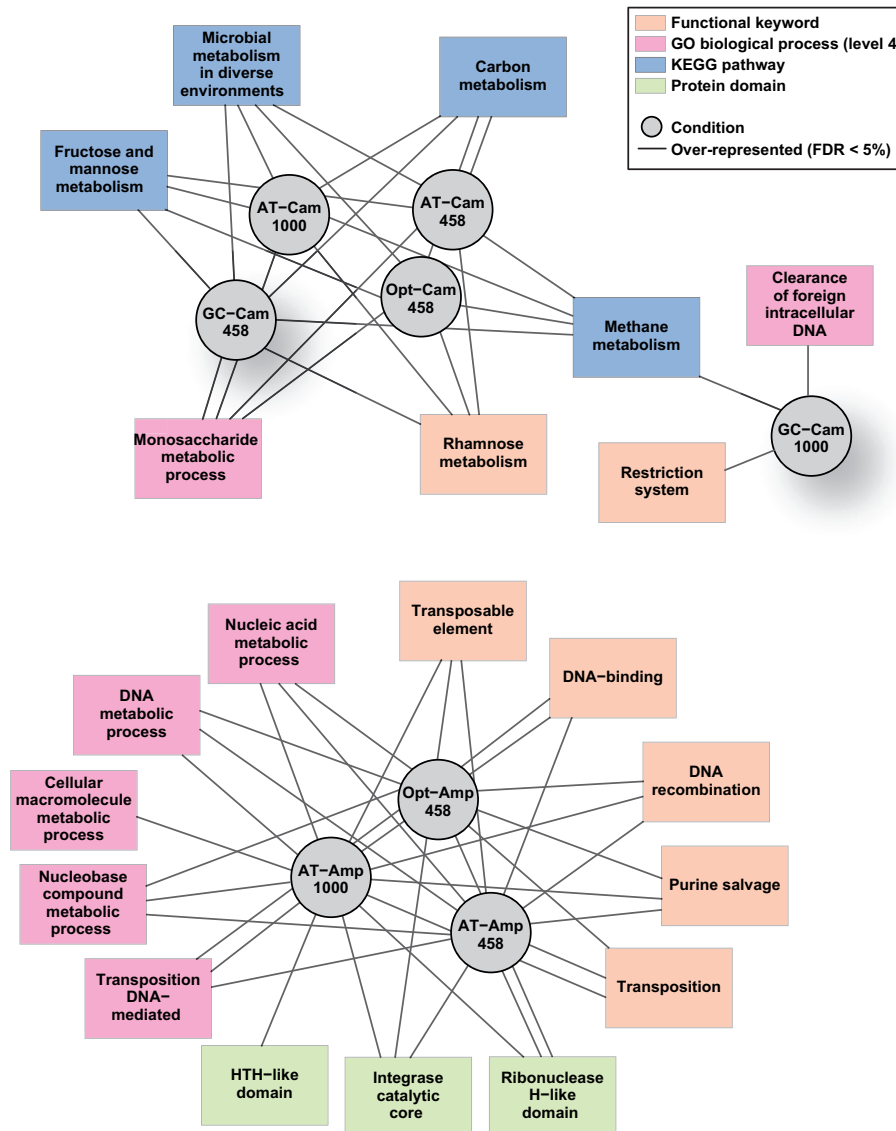 Microbial
metabolism
in diverse
environments
Carbon
metabolism
Functional keyword
GO biological process (level 4
KEGG pathway
Protein domain
Condition
Over−represented (FDR < 5%)
Fructose and
mannose
metabolism
AT−Cam
1000
AT−Cam
458
Opt−Cam
458
GC−Cam
458
Clearance
of foreign
intracellular
DNA
Methane
metabolism
GC−Cam
1000
Monosaccharide
metabolic
process
Rhamnose
metabolism
Restriction
system
Nucleic acid
metabolic
process
Transposable
element
DNA−binding
DNA
metabolic
process
Cellular
macromolecule
metabolic
process
Opt−Amp
458
DNA
recombination
Nucleobase
compound
metabolic
process
AT−Amp
1000
Purine salvage
AT−Amp
458
Transposition
DNA−
mediated
Transposition
HTH−like
domain
Integrase
catalytic
core
Ribonuclease
H−like
domain